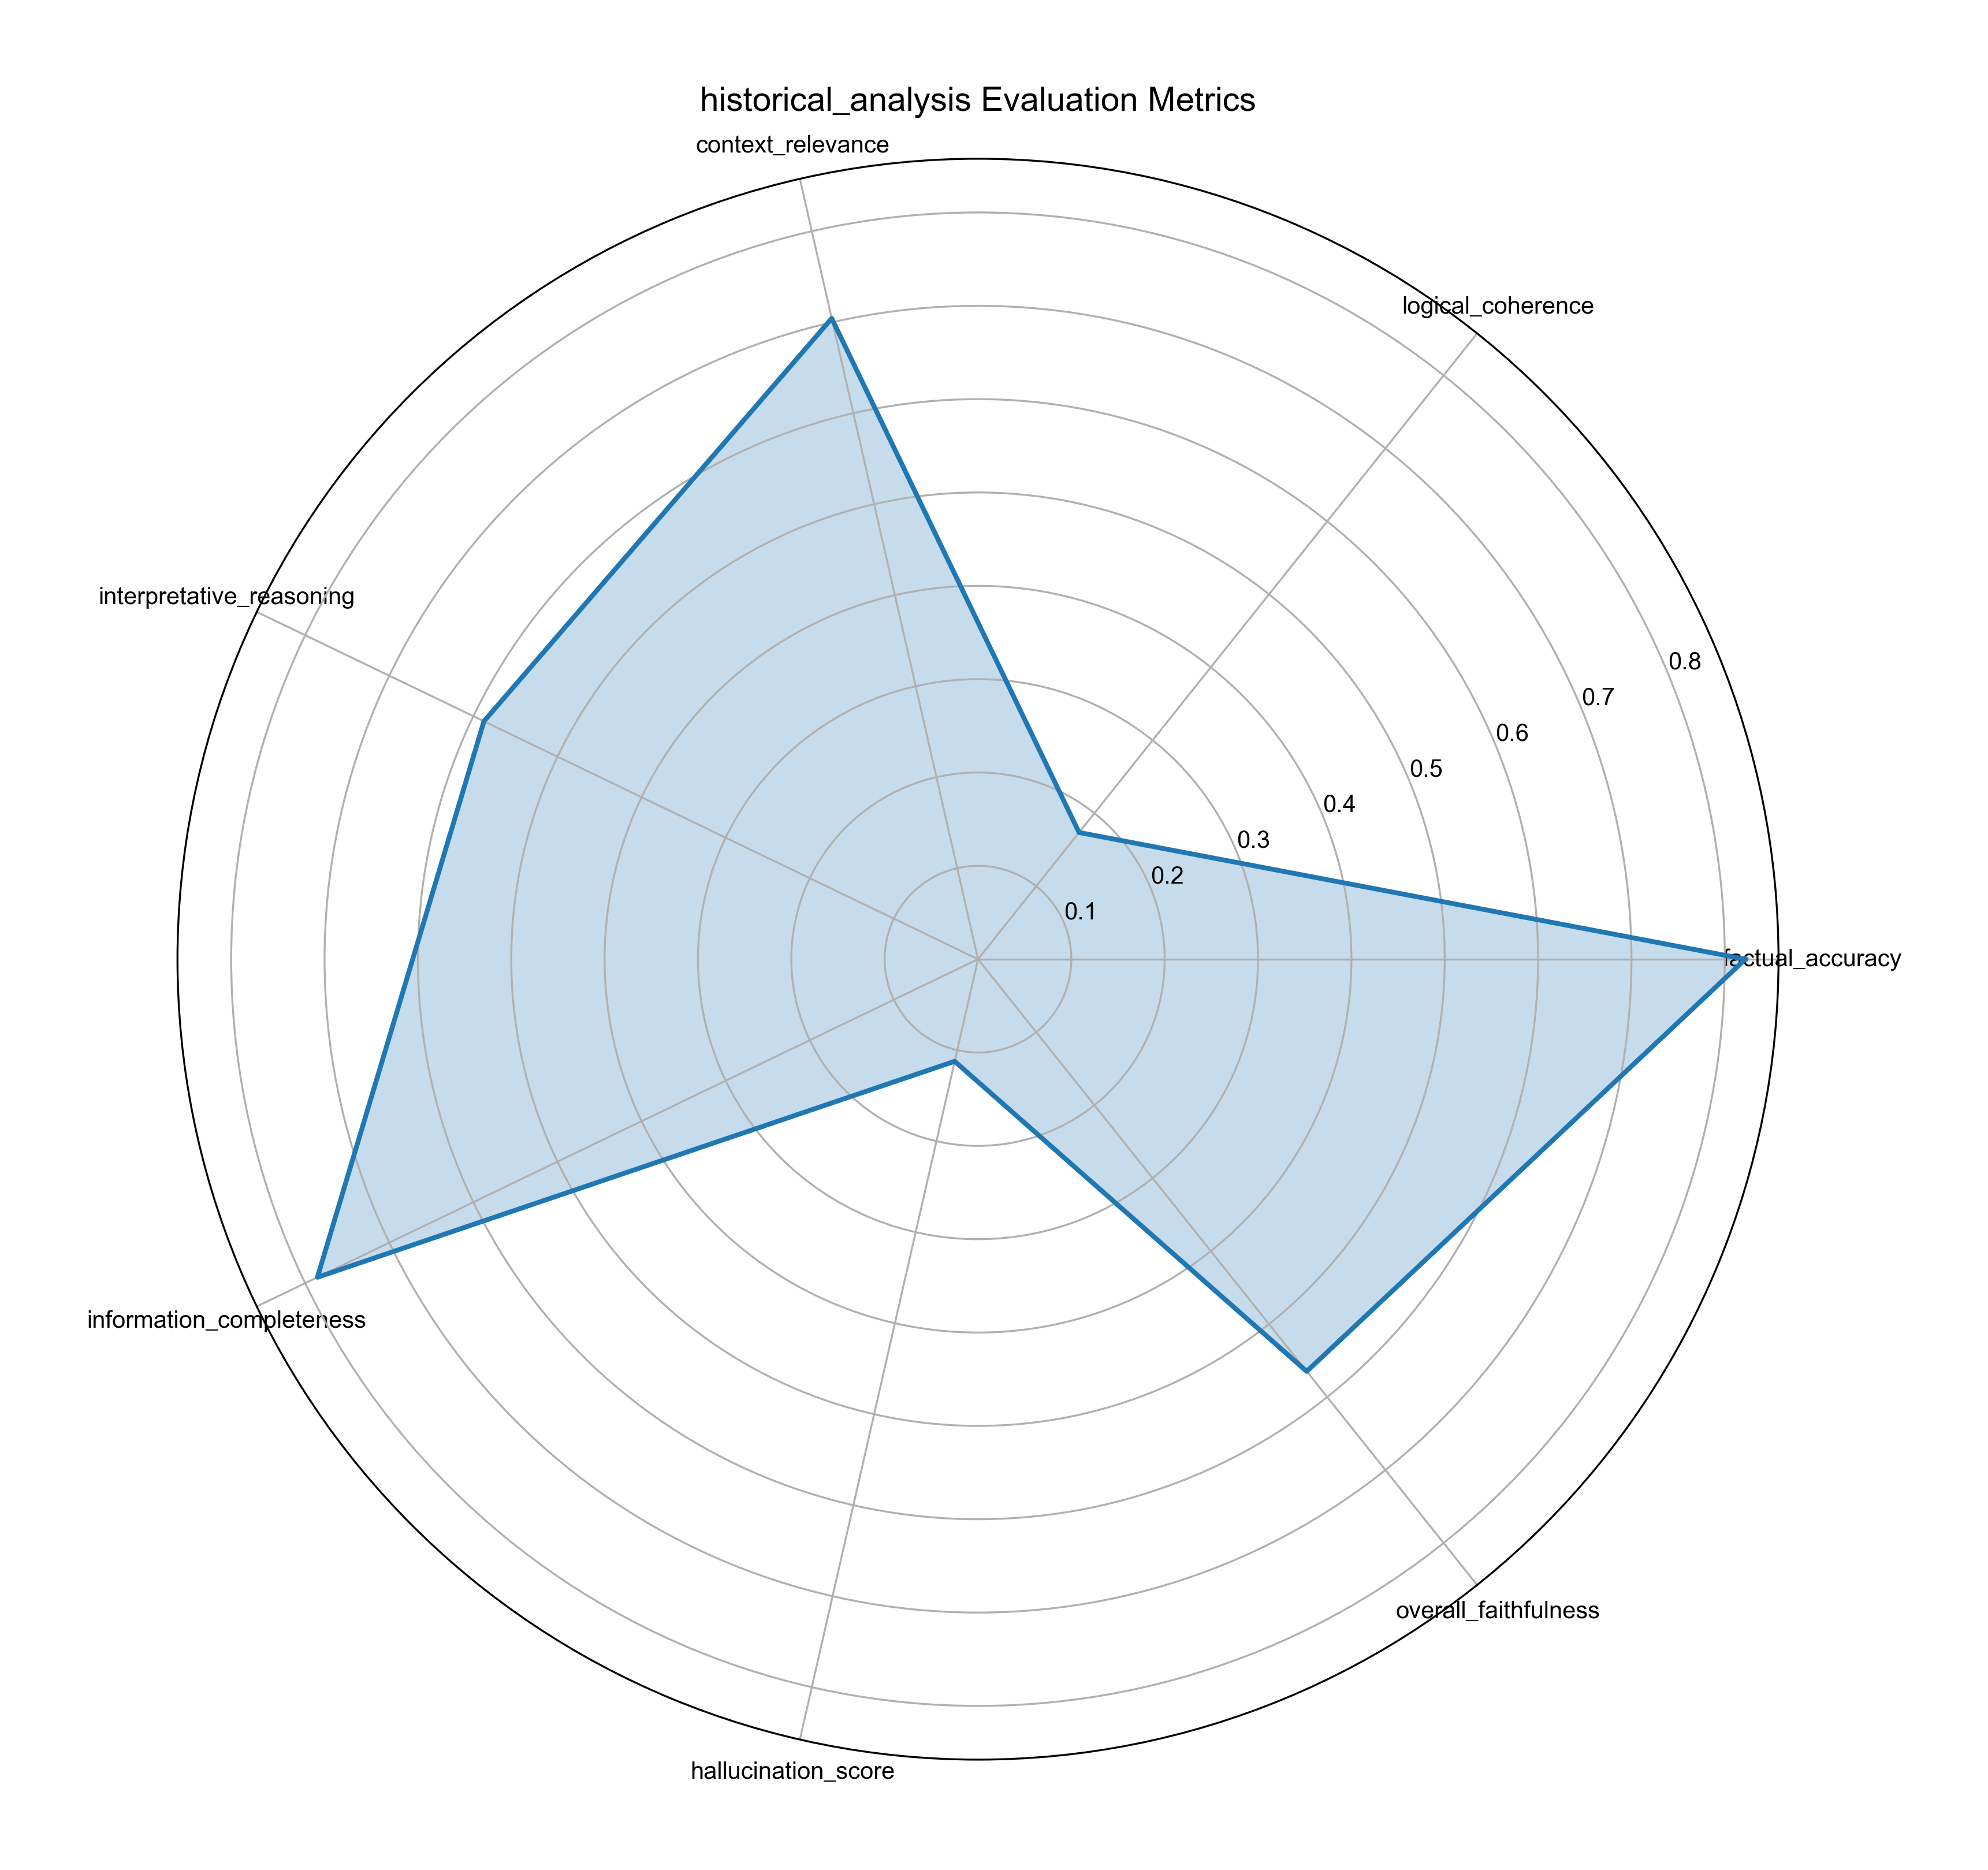 historical_analysis Evaluation Metrics
context_relevance
logical_coherence
interpretative_reasoning
0.8
0.7
0.6
0.5
0.4
0.3
0.2
0.1
factual_accuracy
information_completeness
overall_faithfulness
hallucination_score